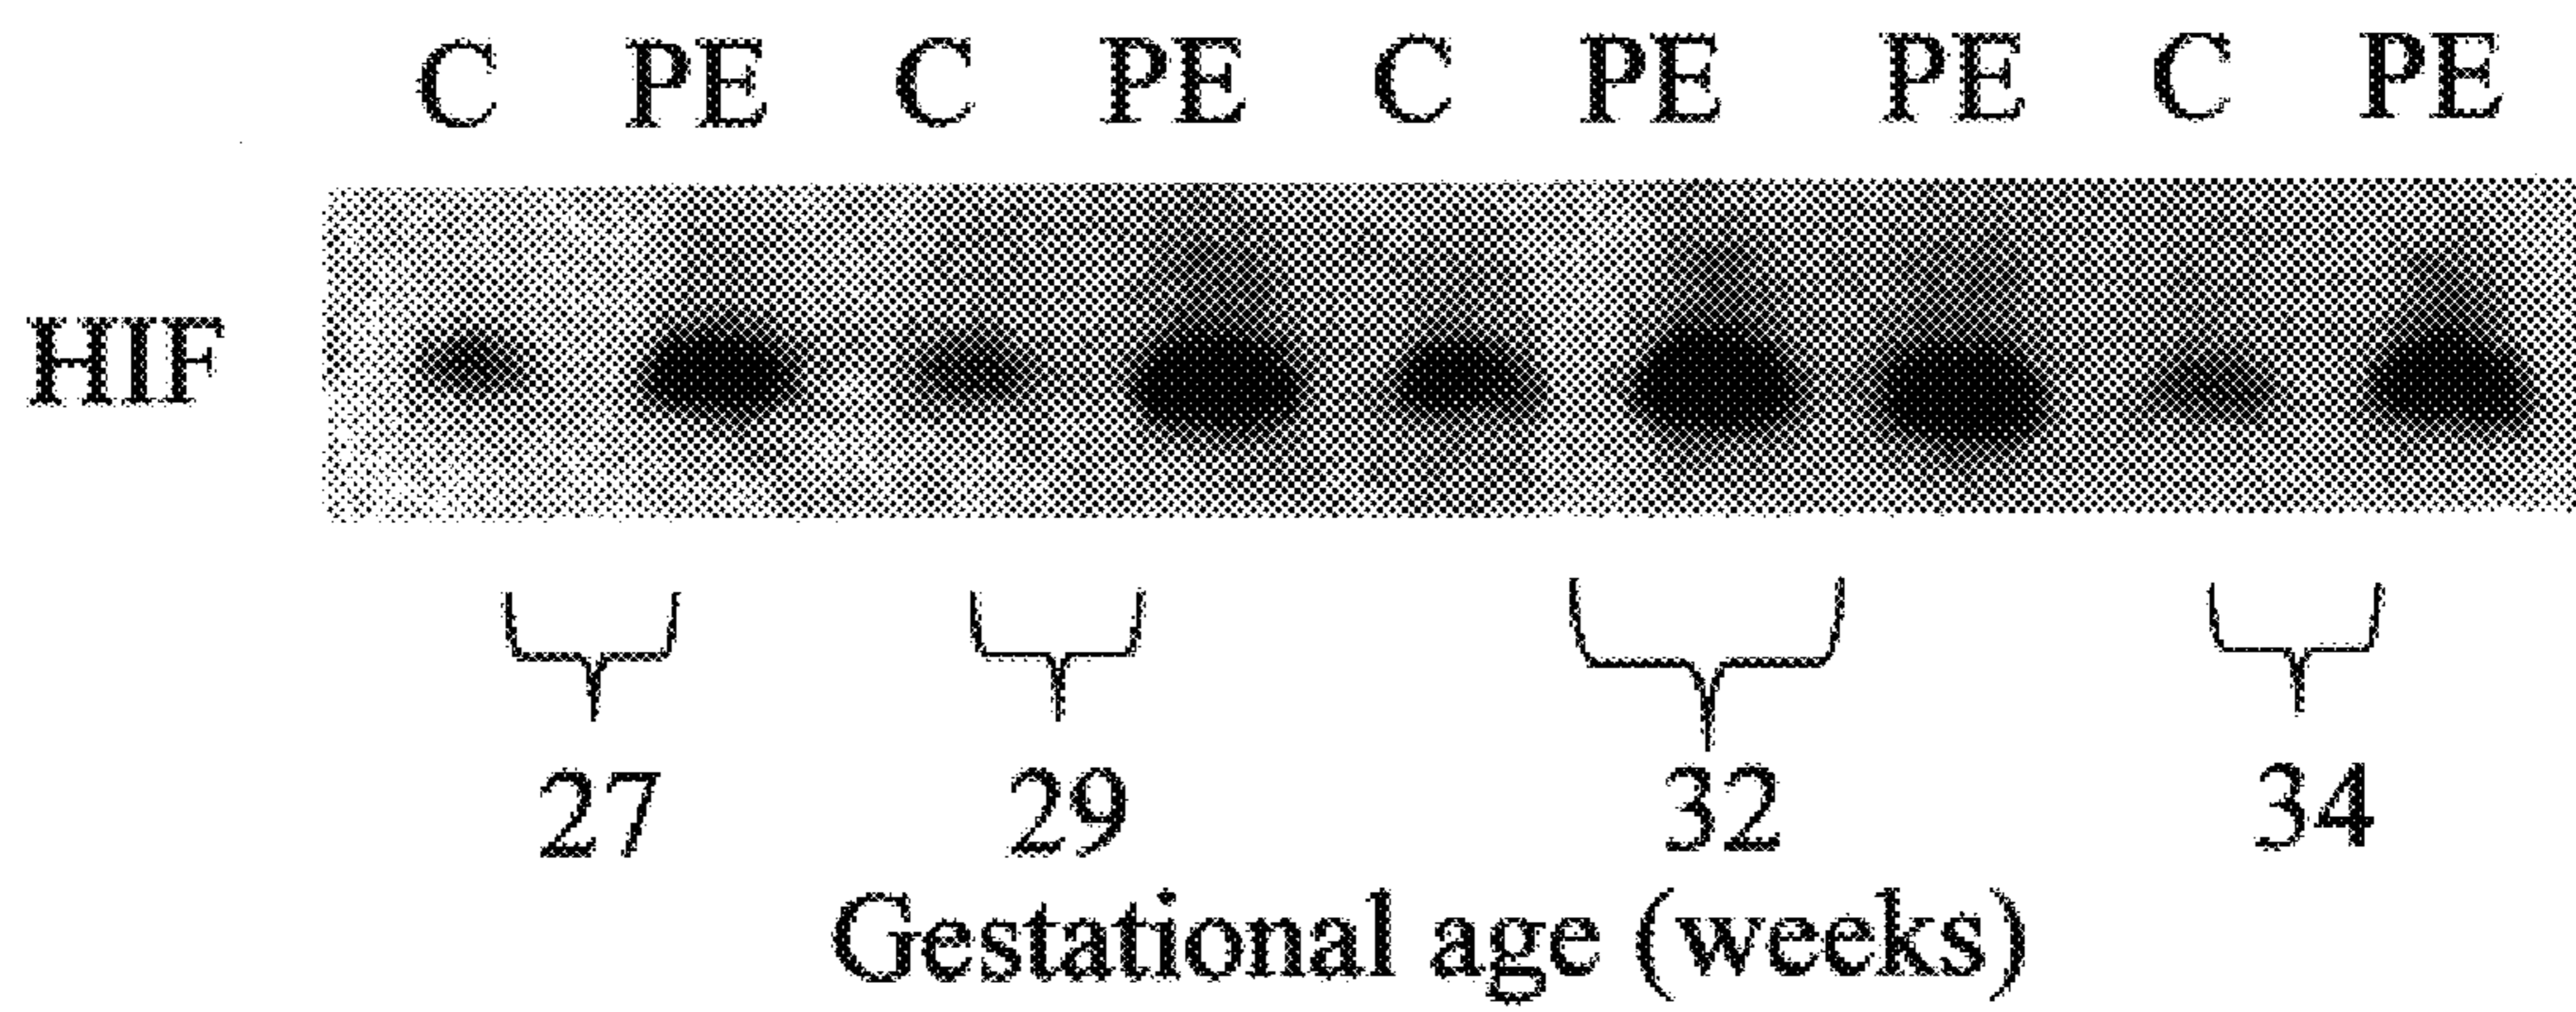 C PE C PE C PE PE C PE
HIF
27 29 32 34
Gestational age (weeks)